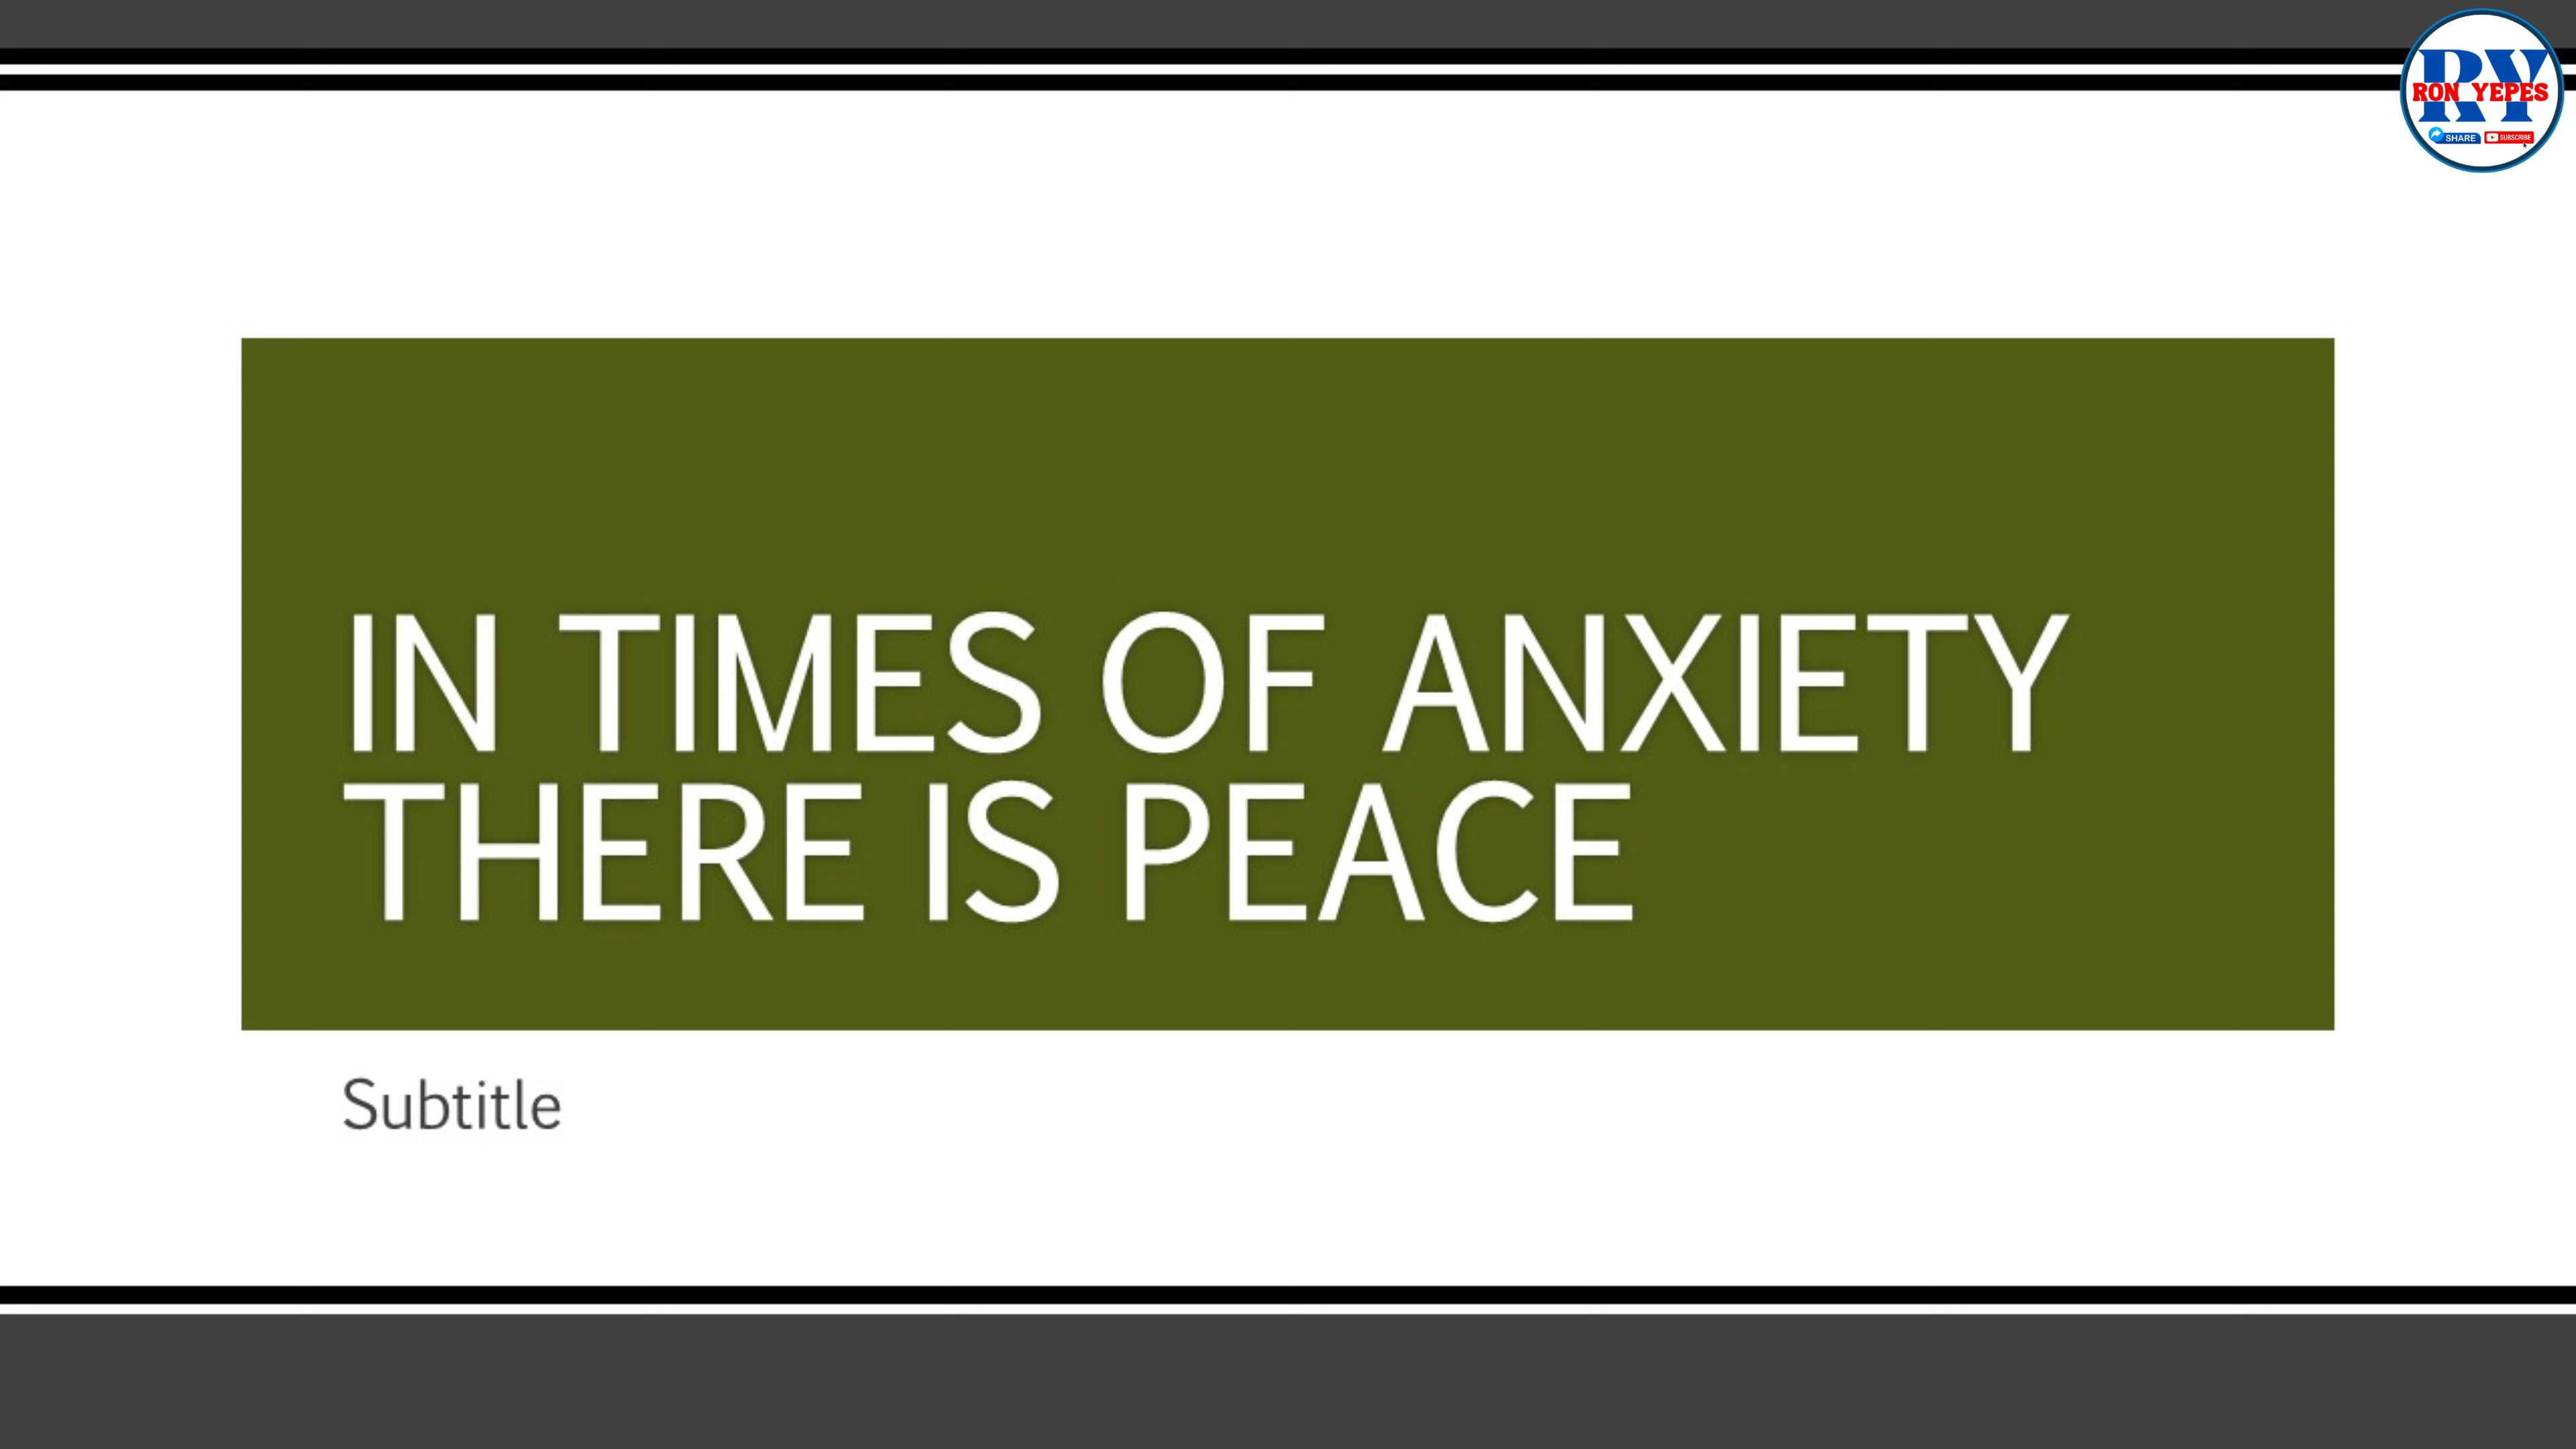 RY
RON YEPES
SHARE SUBSCRIBE
IN TIMES OF ANXIETY
THERE IS PEACE
Subtitle